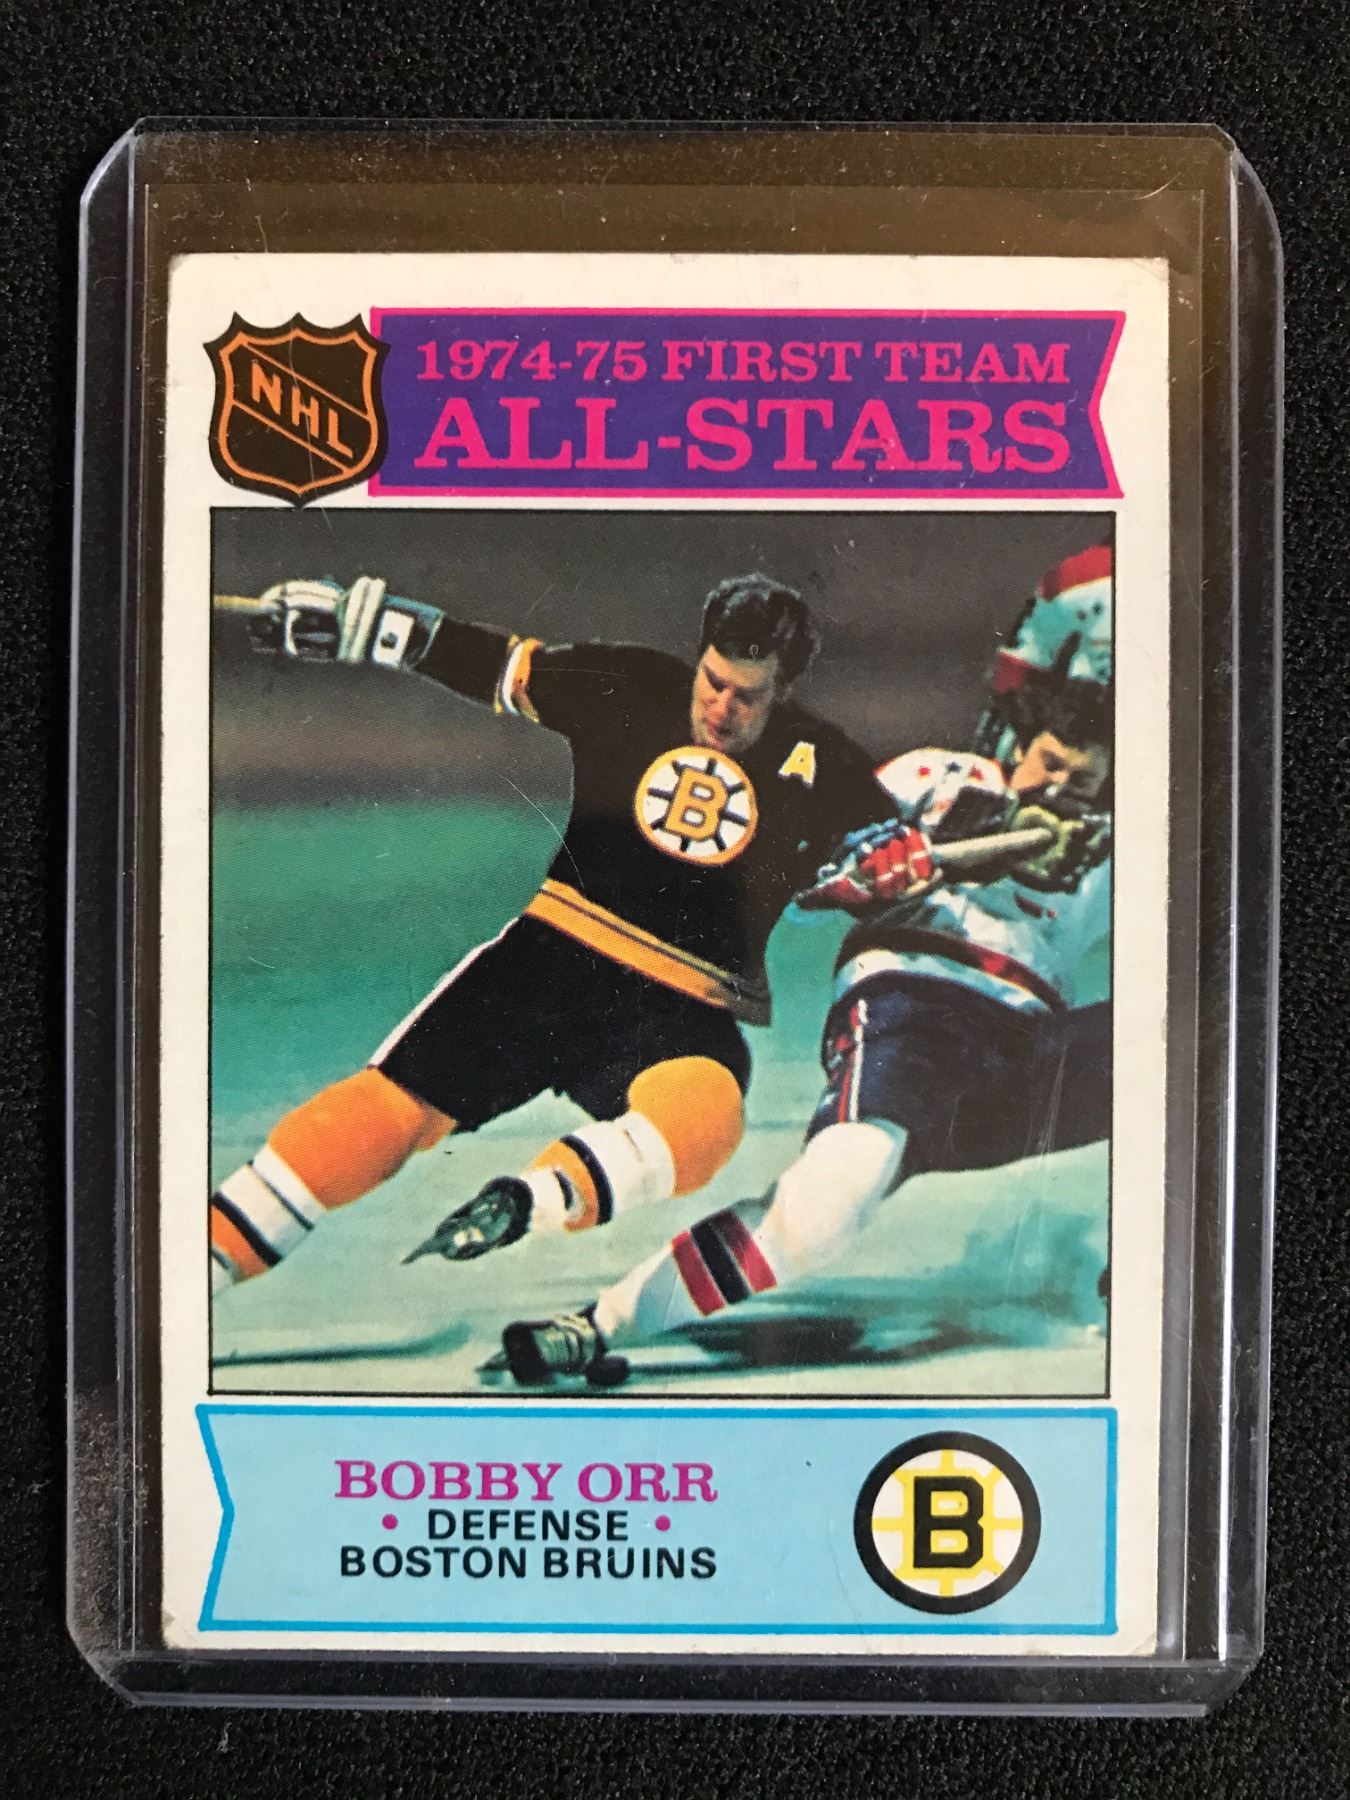 NHL
1974-75 FIRST TEAM
ALL-STARS
A
B
BOBBY ORR
• DEFENSE •
BOSTON BRUINS
B